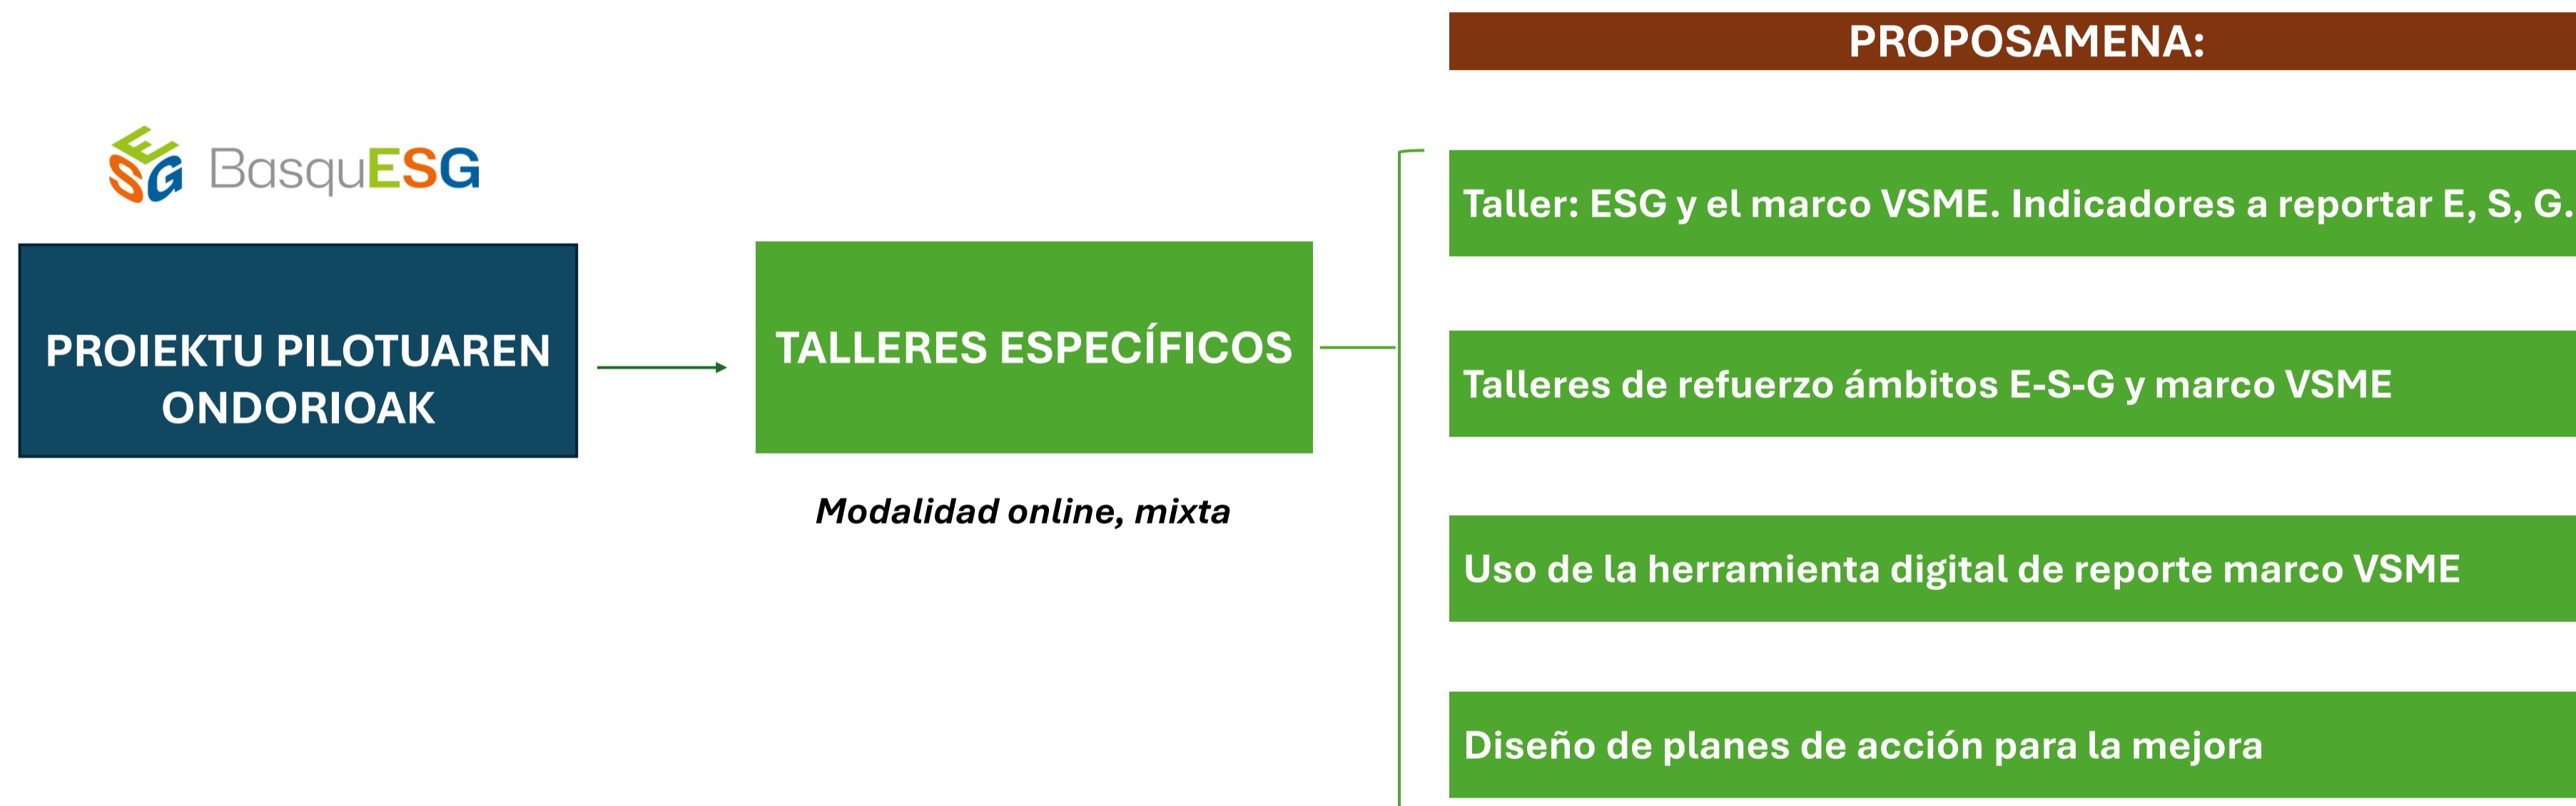 PROPOSAMENA:
ESG
BasquESG
PROIEKTU PILOTUAREN
ONDORIOAK
TALLERES ESPECÍFICOS
Modalidad online, mixta
Taller: ESG y el marco VSME. Indicadores a reportar E, S, G.
Talleres de refuerzo ámbitos E-S-G y marco VSME
Uso de la herramienta digital de reporte marco VSME
Diseño de planes de acción para la mejora